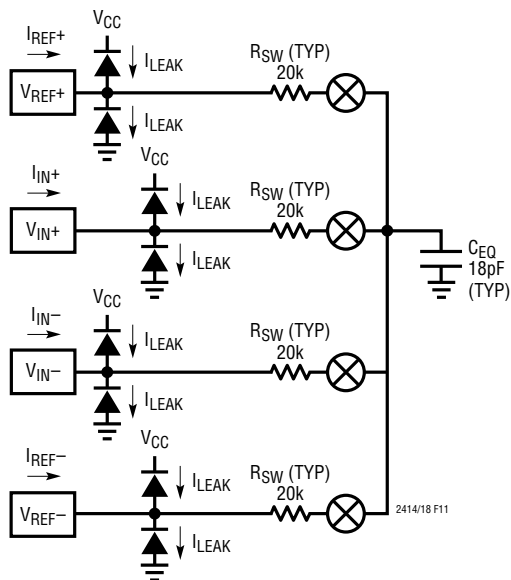 VCC
IREF+
ILEAK
RSW (TYP)
20k
VREF+
ILEAK
VCC
IIN+
ILEAK
RSW (TYP)
20k
VIN+
ILEAK
CEQ
18pF
(TYP)
VCC
IIN−
ILEAK
RSW (TYP)
20k
VIN−
ILEAK
VCC
IREF−
ILEAK
RSW (TYP)
20k
VREF−
2414/18 F11
ILEAK